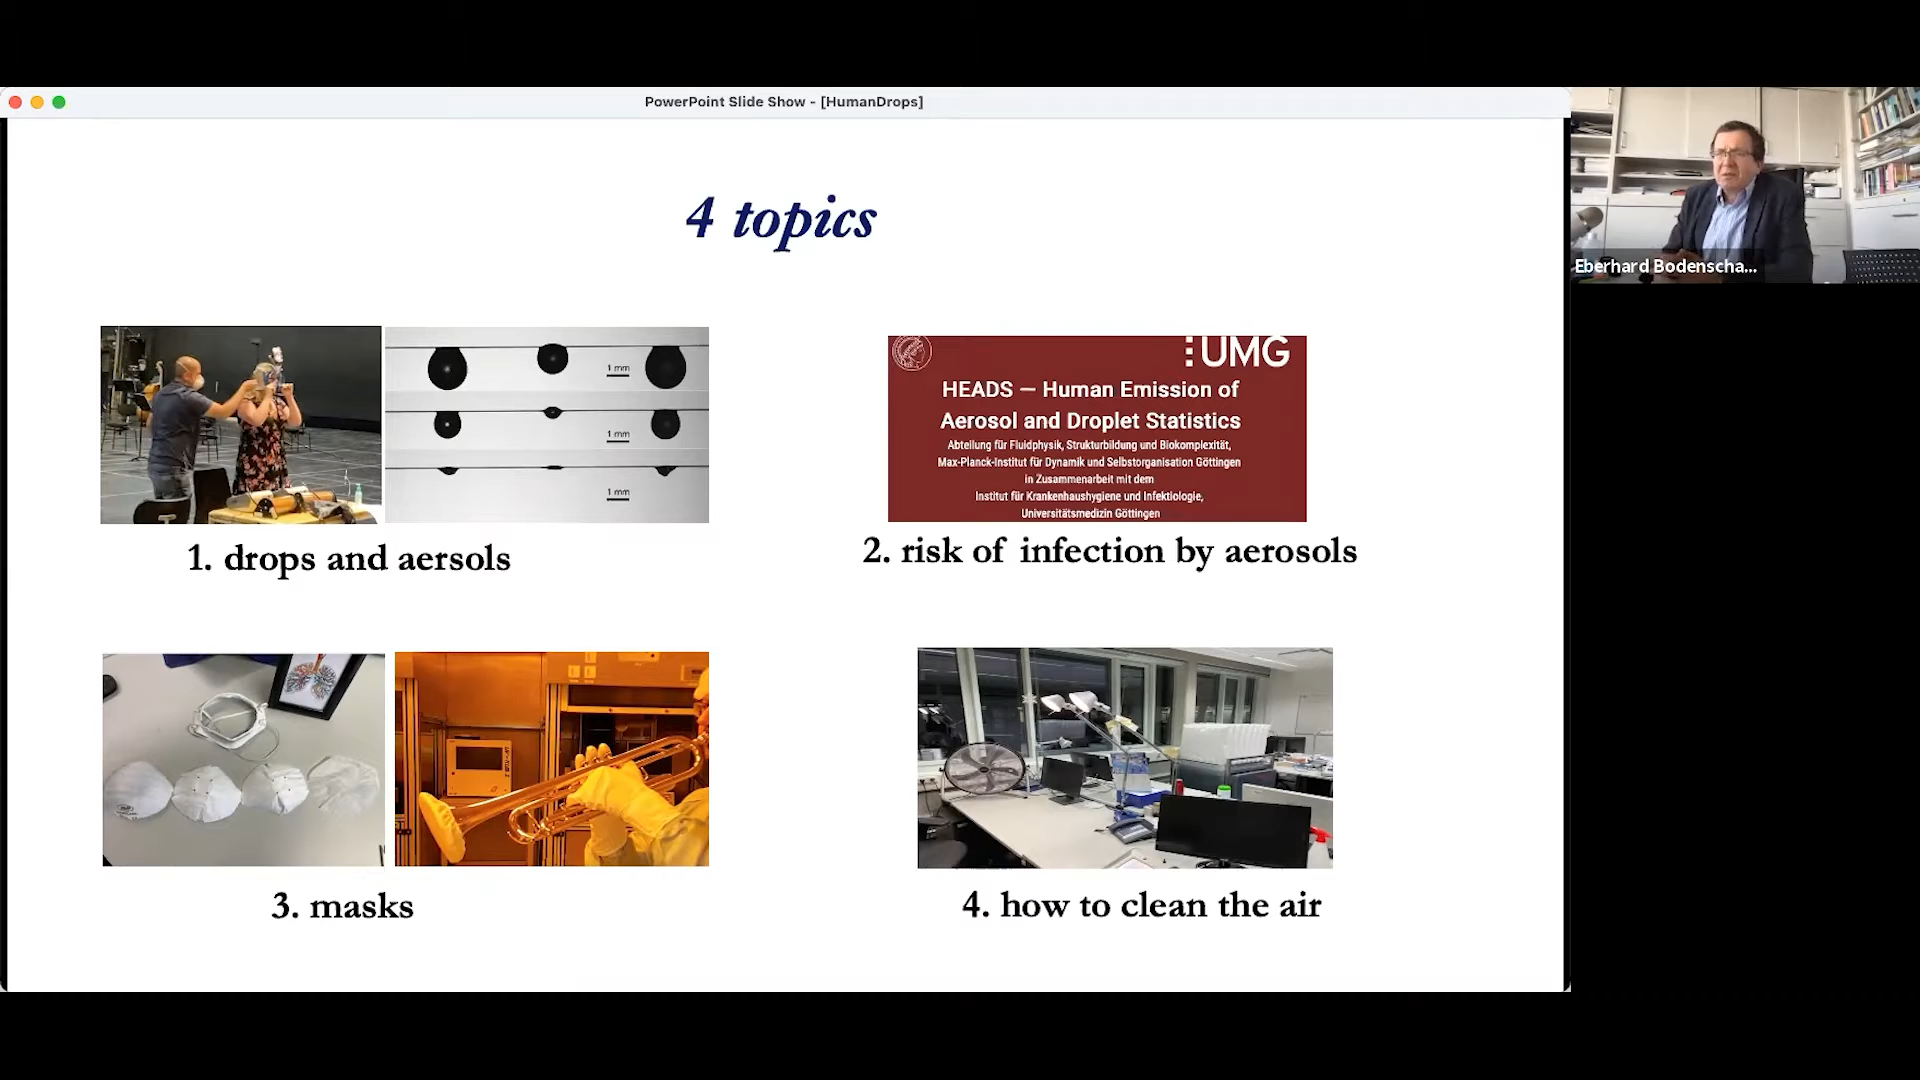 PowerPoint Slide Show - [HumanDrops]
4 topics
1 mm
1 mm
1 mm
1. drops and aersols
UMG
HEADS — Human Emission of
Aerosol and Droplet Statistics
Abteilung für Fluidphysik, Strukturbildung und Biokomplexität,
Max-Planck-Institut für Dynamik und Selbstorganisation Göttingen
in Zusammenarbeit mit dem
Institut für Krankenhaushygiene und Infektiologie,
Universitätsmedizin Göttingen
2. risk of infection by aerosols
3. masks
4. how to clean the air
Eberhard Bodenscha...